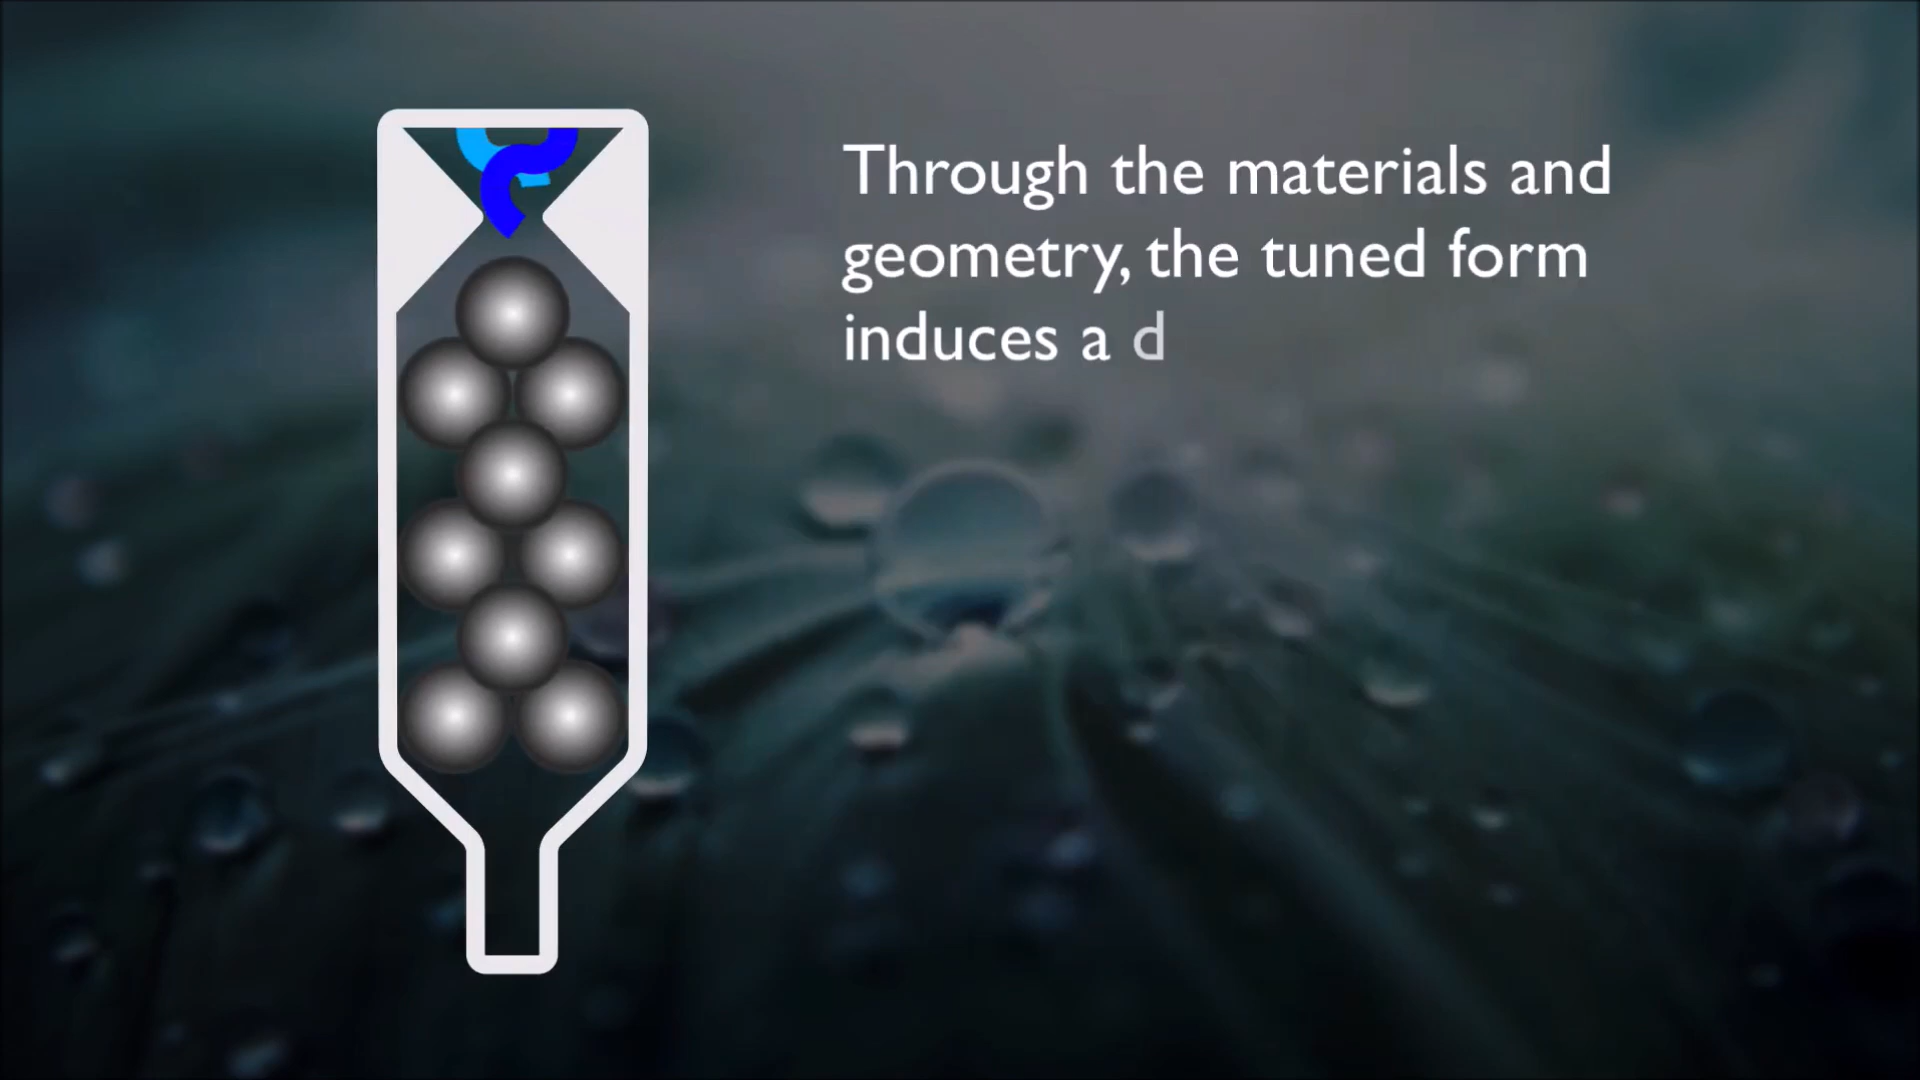 Through the materials and
geometry, the tuned form
induces a d